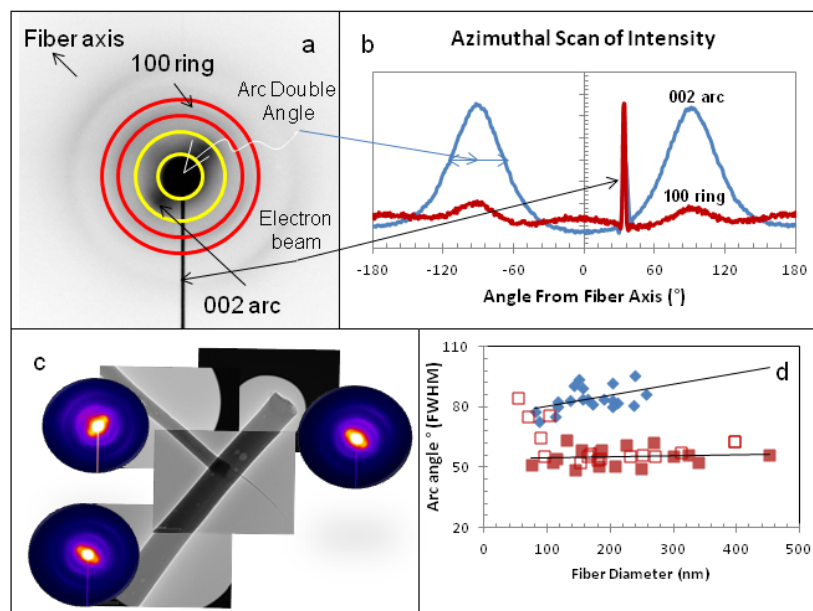 Fiber axis
a
100 ring
Arc Double
Angle
Electron
beam
002 arc
b
Azimuthal Scan of Intensity
002 arc
100 ring
-180 -120 -60 0 60 120 180
Angle From Fiber Axis (°)
c
d
110
80
50
20
Arc angle ° (FWHM)
0 100 200 300 400 500
Fiber Diameter (nm)